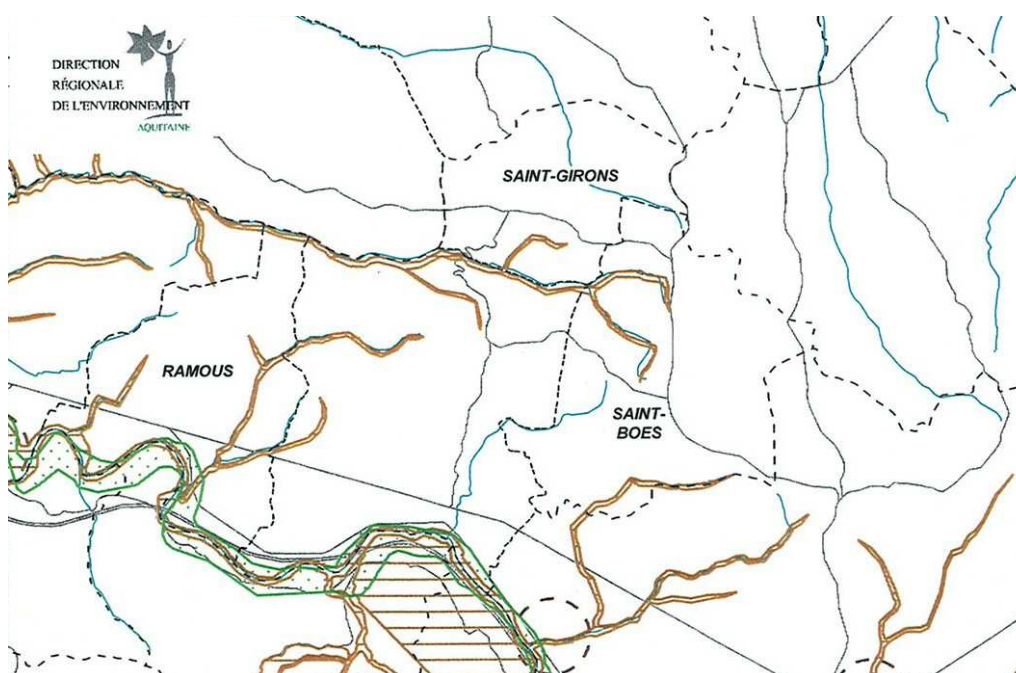 DIRECTION
RÉGIONALE
DE L'ENVIRONNEMENT
AQUITAINE
SAINT-GIRONS
RAMOUS
SAINT-
BOES